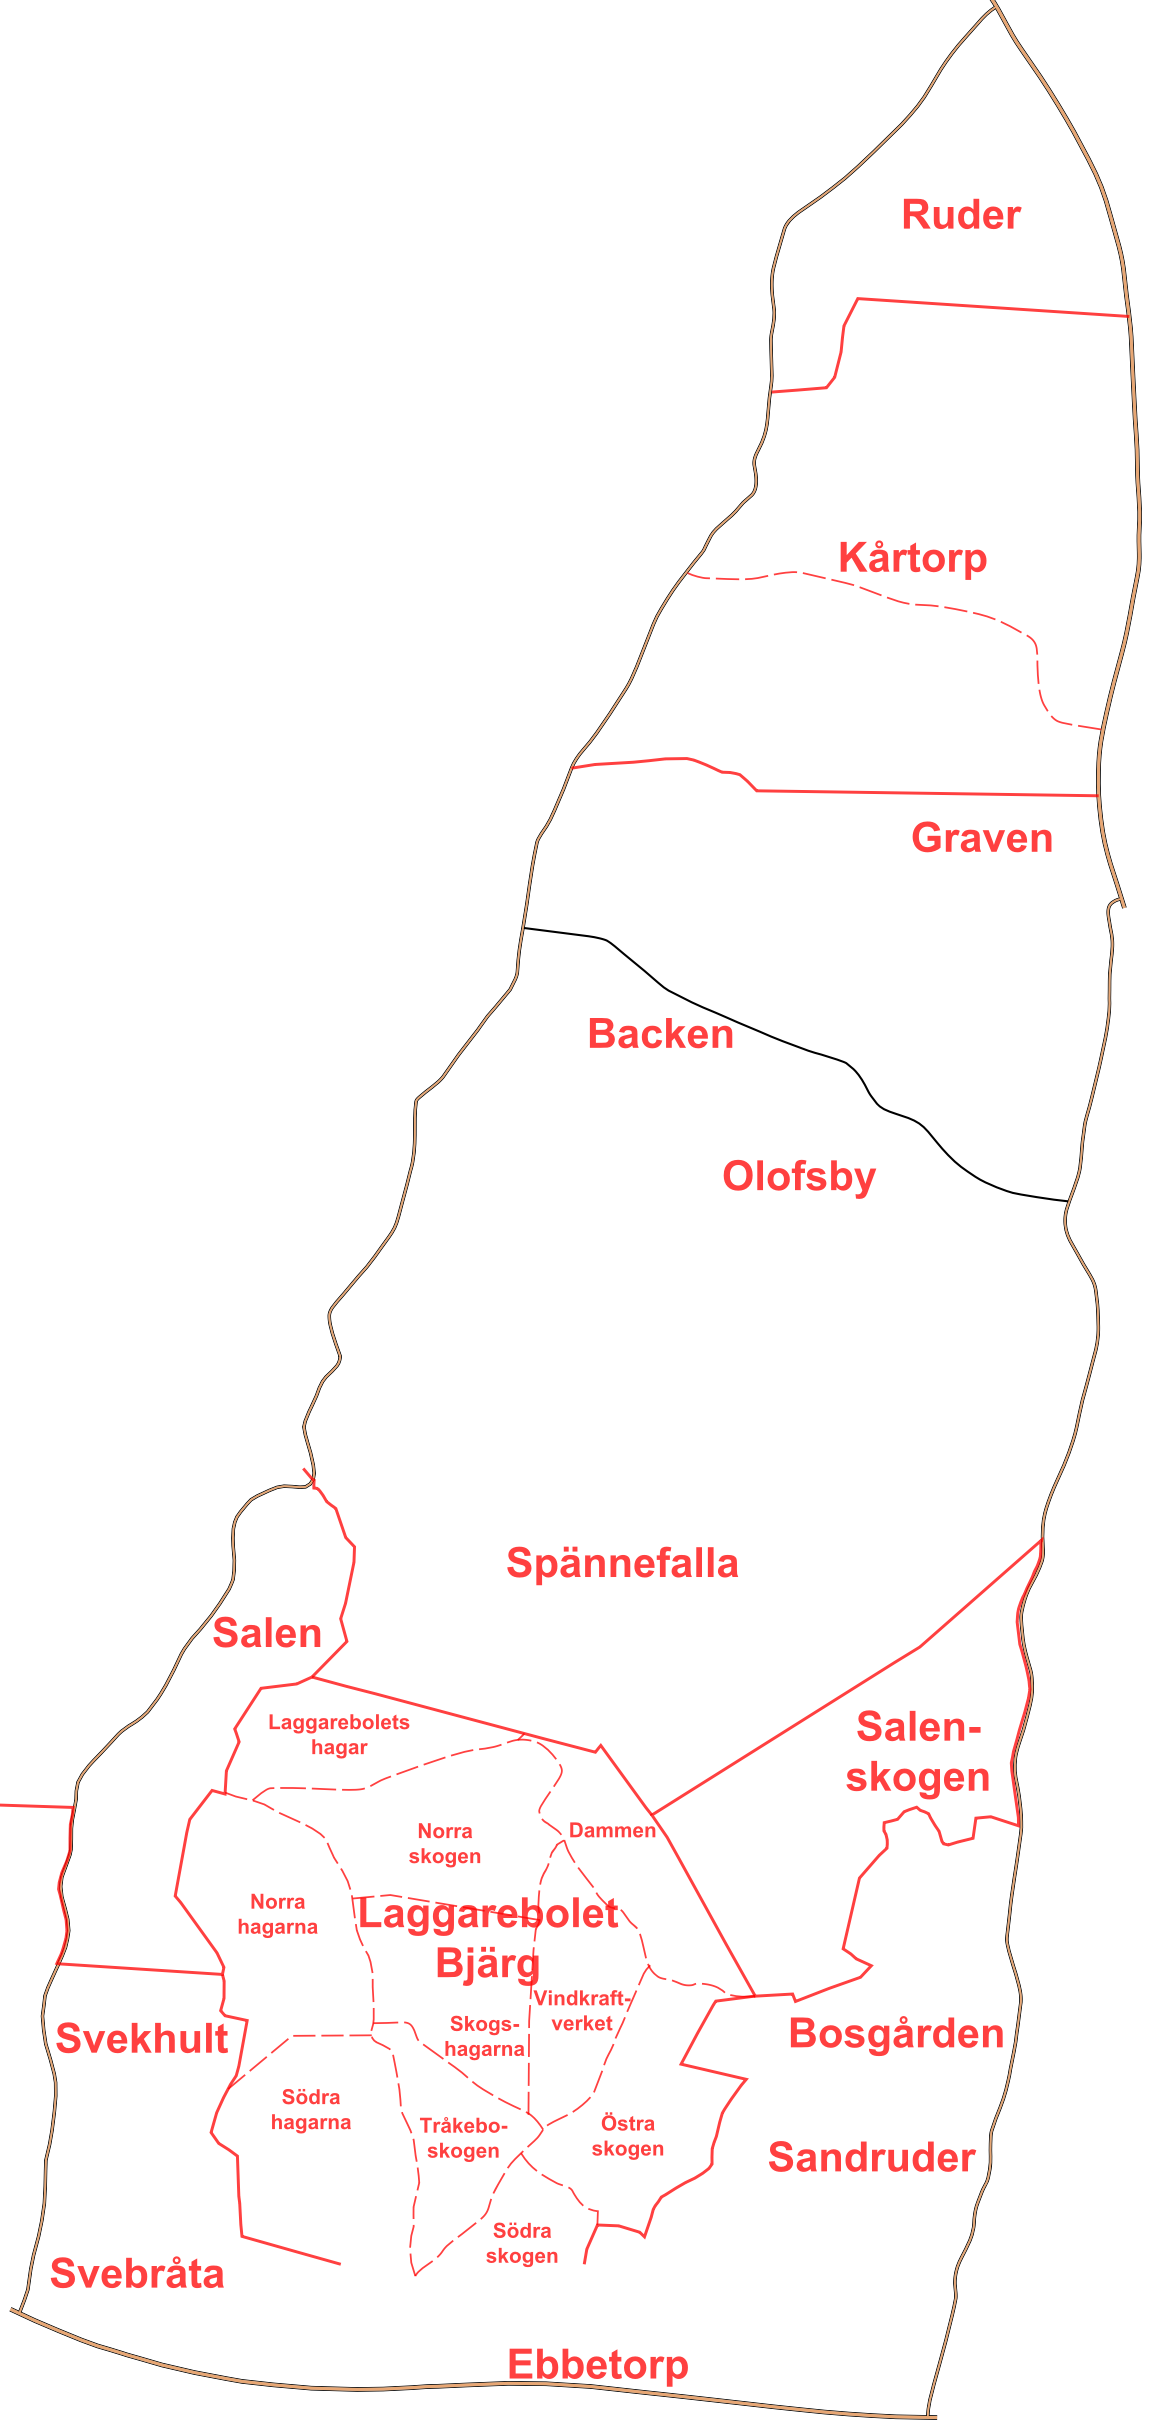 Ruder
Kårtorp
Graven
Backen
Olofsby
Spännefalla
Salen
Laggarebolets
hagar
Salen-
skogen
Norra
skogen
Dammen
Norra
hagarna
Laggarebolet
Bjärg
Vindkraft-
verket
Skogs-
hagarna
Svekhult
Bosgården
Södra
hagarna
Tråkebo-
skogen
Östra
skogen
Sandruder
Södra
skogen
Svebråta
Ebbetorp